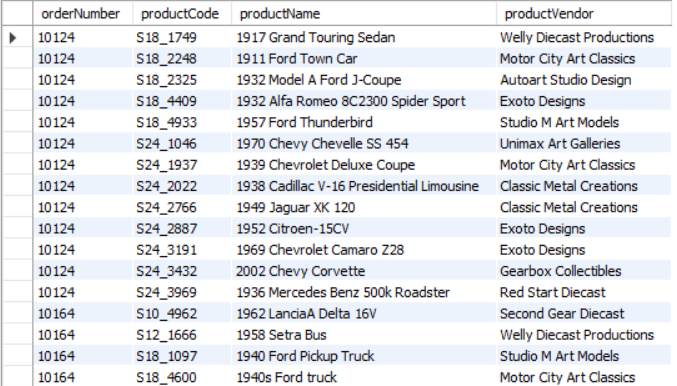 orderNumber productCode productName productVendor
10124 S18_1749 1917 Grand Touring Sedan Welly Diecast Productions
10124 S18_2248 1911 Ford Town Car Motor City Art Classics
10124 S18_2325 1932 Model A Ford J-Coupe Autoart Studio Design
10124 S18_4409 1932 Alfa Romeo 8C2300 Spider Sport Exoto Designs
10124 S18_4933 1957 Ford Thunderbird Studio M Art Models
10124 S24_1046 1970 Chevy Chevelle SS 454 Unimax Art Galleries
10124 S24_1937 1939 Chevrolet Deluxe Coupe Motor City Art Classics
10124 S24_2022 1938 Cadillac V-16 Presidential Limousine Classic Metal Creations
10124 S24_2766 1949 Jaguar XK 120 Classic Metal Creations
10124 S24_2887 1952 Citroen-15CV Exoto Designs
10124 S24_3191 1969 Chevrolet Camaro Z28 Exoto Designs
10124 S24_3432 2002 Chevy Corvette Gearbox Collectibles
10124 S24_3969 1936 Mercedes Benz 500k Roadster Red Start Diecast
10164 S10_4962 1962 LanciaA Delta 16V Second Gear Diecast
10164 S12_1666 1958 Setra Bus Welly Diecast Productions
10164 S18_1097 1940 Ford Pickup Truck Studio M Art Models
10164 S18_4600 1940s Ford truck Motor City Art Classics